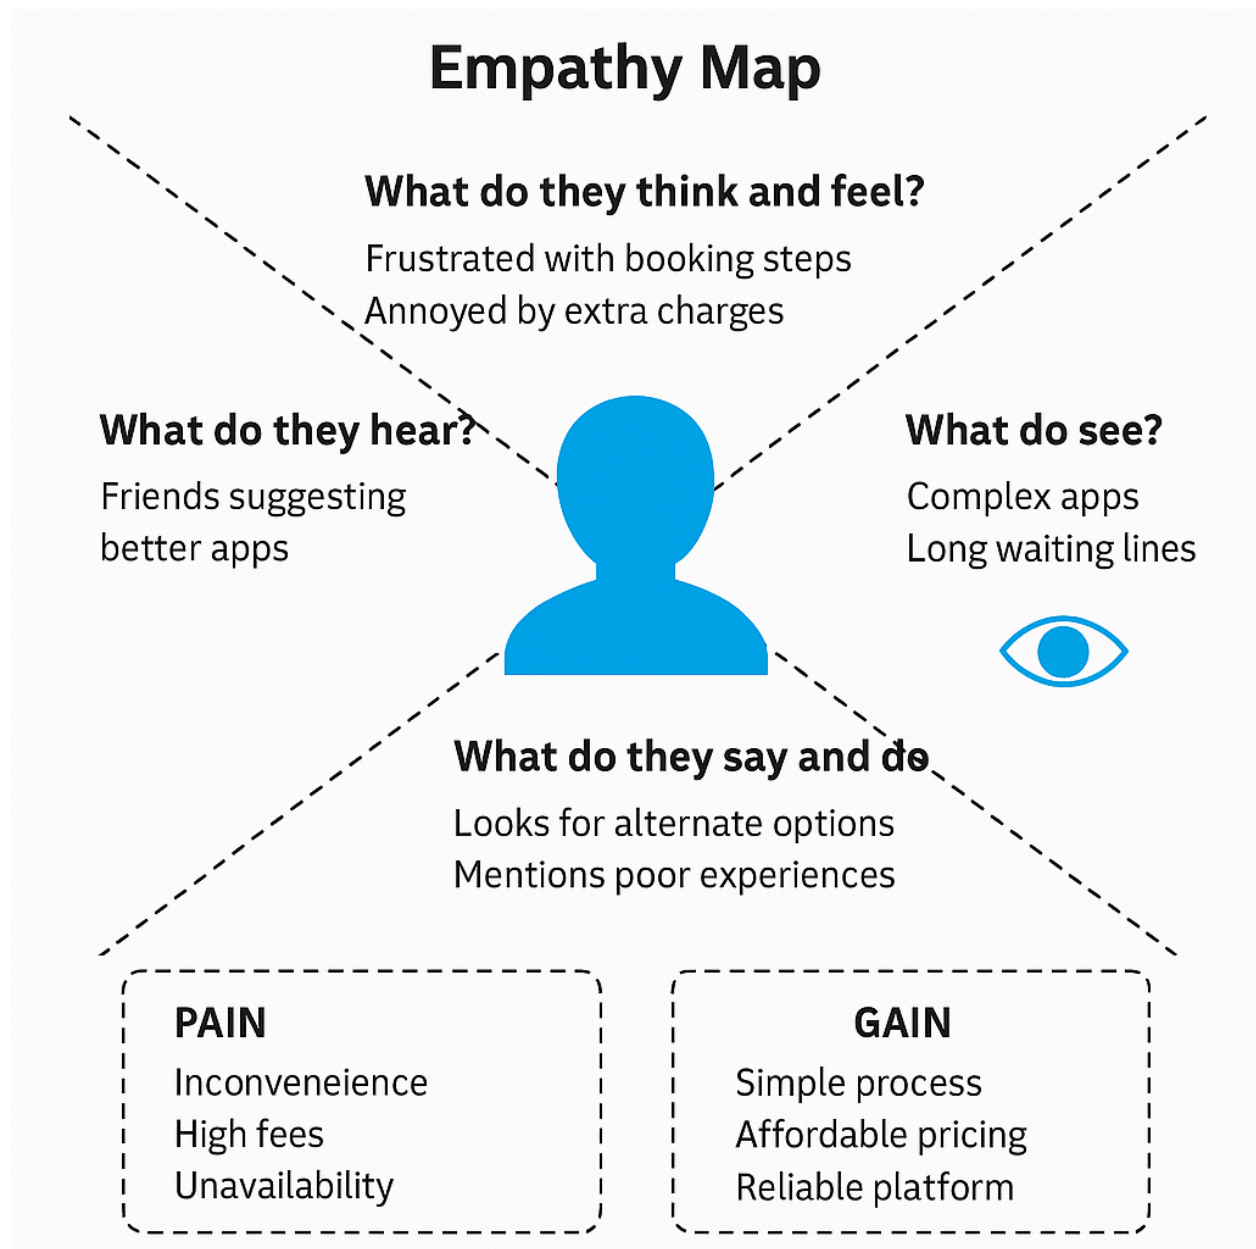 Empathy Map
What do they think and feel?
Frustrated with booking steps
Annoyed by extra charges
What do they hear?
Friends suggesting
better apps
What do see?
Complex apps
Long waiting lines
What do they say and do
Looks for alternate options
Mentions poor experiences
PAIN
Inconveneience
High fees
Unavailability
GAIN
Simple process
Affordable pricing
Reliable platform